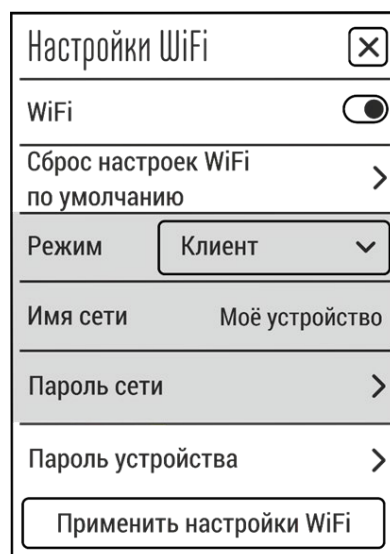 Настройки WiFi
WiFi
Сброс настроек WiFi
по умолчанию
Режим Клиент
Имя сети Моё устройство
Пароль сети
Пароль устройства
Применить настройки WiFi